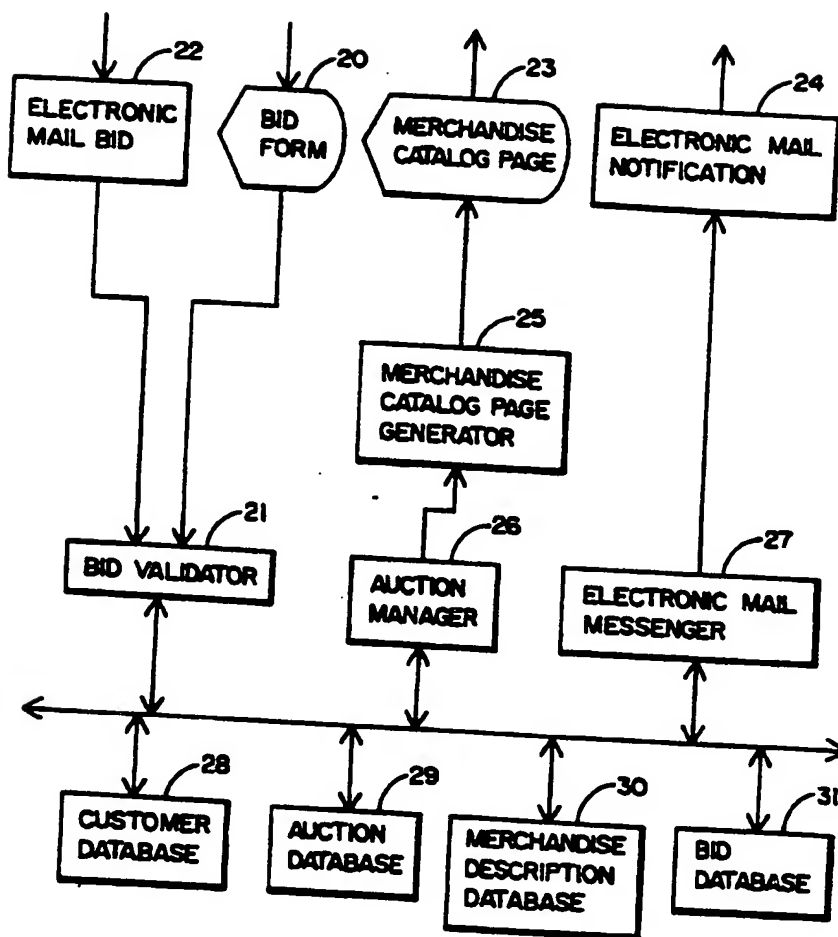 22
20
23
24
ELECTRONIC
MAIL BID
BID
FORM
MERCHANDISE
CATALOG PAGE
ELECTRONIC MAIL
NOTIFICATION
25
MERCHANDISE
CATALOG PAGE
GENERATOR
21
BID VALIDATOR
26
AUCTION
MANAGER
27
ELECTRONIC MAIL
MESSENGER
28
CUSTOMER
DATABASE
29
AUCTION
DATABASE
30
MERCHANDISE
DESCRIPTION
DATABASE
31
BID
DATABASE